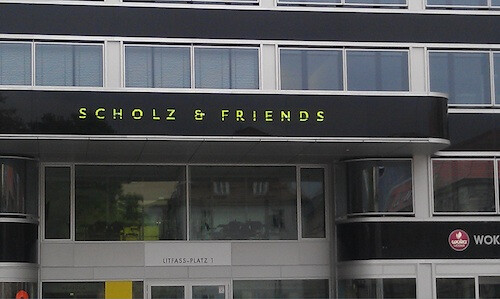 SCHOLZ & FRIENDS
LITFASS-PLATZ 1
WOK